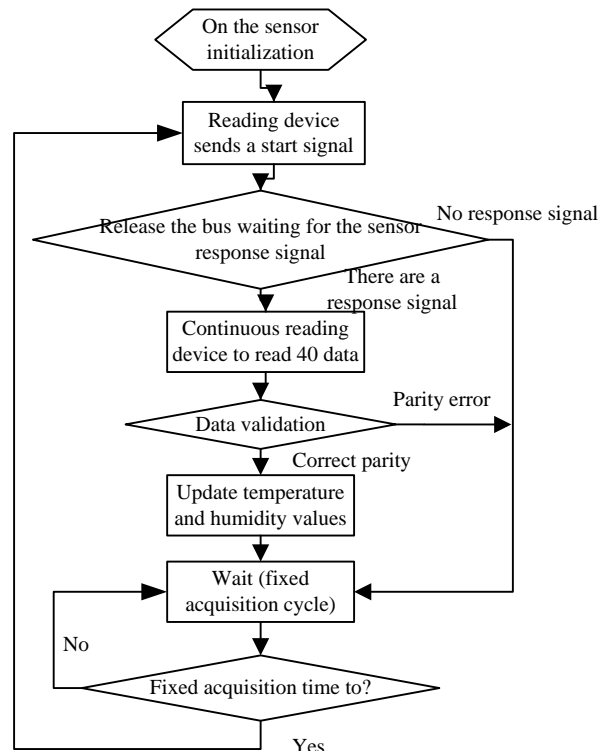 On the sensor
initialization
Reading device
sends a start signal
No response signal
Release the bus waiting for the sensor
response signal
There are a
response signal
Continuous reading
device to read 40 data
Parity error
Data validation
Correct parity
Update temperature
and humidity values
Wait (fixed
acquisition cycle)
No
Fixed acquisition time to?
Yes